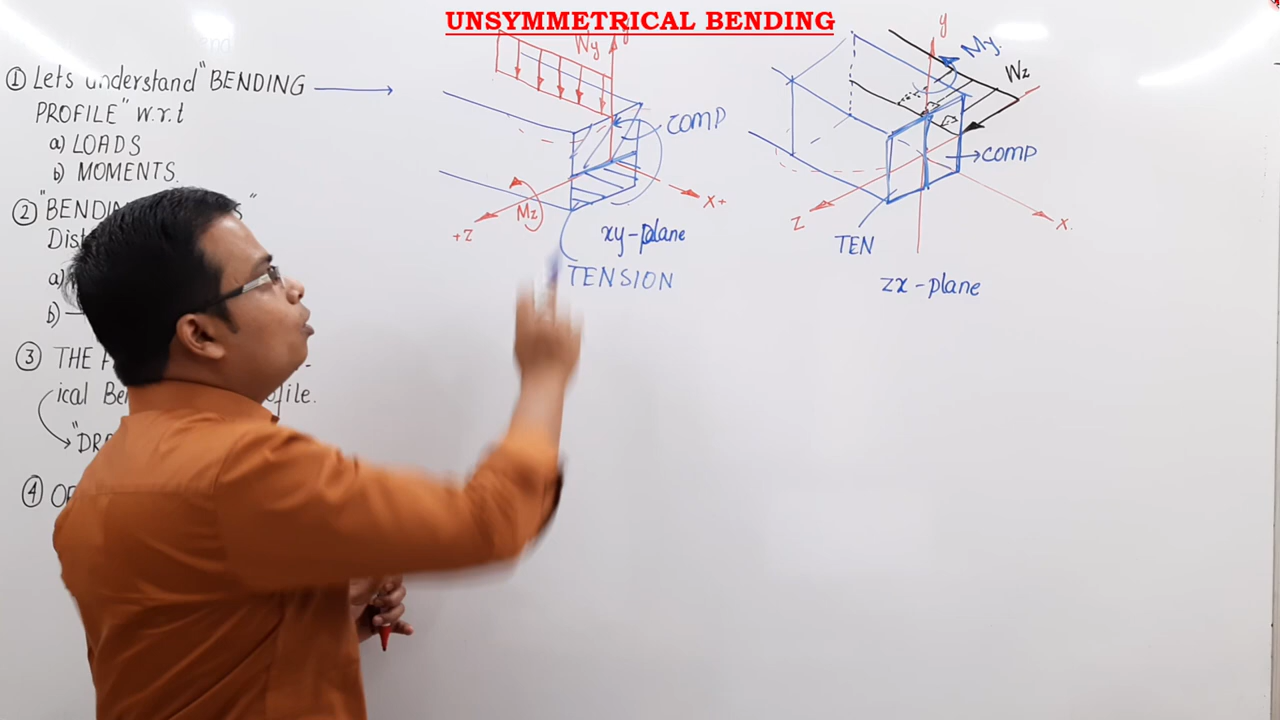 UNSYMMETRICAL BENDING
① Lets understand "BENDING
PROFILE" w.r.t
a) LOADS
b) MOMENTS.
② "BENDIN
"
Dist
a)
b)
③ THE
ical Be
ofile.
"DR
④
Wy
y
COMP
x+
Mz
+z
xy-plane
TENSION
y
My.
Wz
COMP
z
x.
TEN
zx-plane